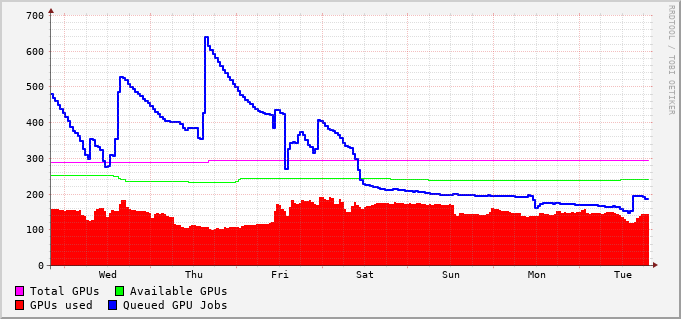 700
600
500
400
300
200
100
0
Wed Thu Fri Sat Sun Mon Tue
Total GPUs Available GPUs
GPUs used Queued GPU Jobs
RRDTOOL / TOBI OETIKER